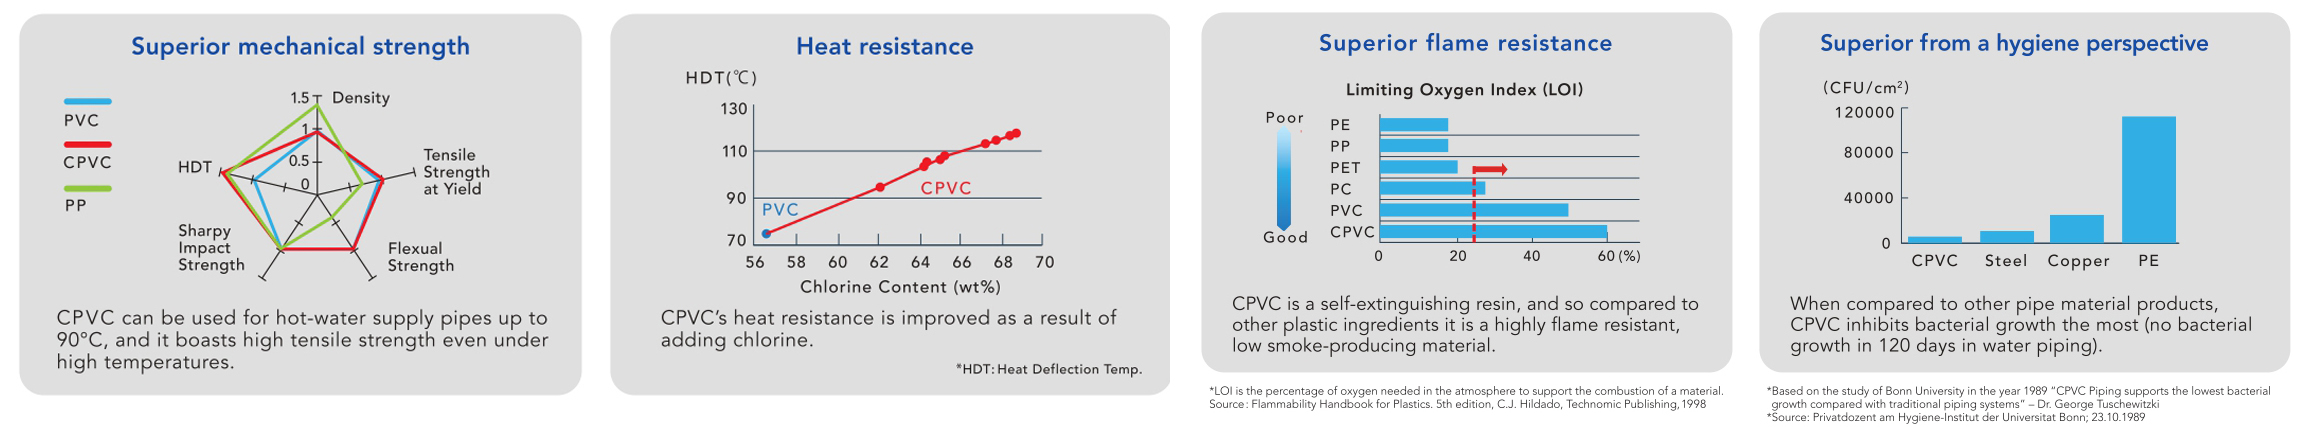 Superior mechanical strength
PVC
CPVC
PP
1.5
1
0.5
0
Density
Tensile
Strength
at Yield
Flexual
Strength
Sharpy
Impact
Strength
HDT
CPVC can be used for hot-water supply pipes up to
90°C, and it boasts high tensile strength even under
high temperatures.
Heat resistance
HDT(℃)
130
110
90
70
PVC
CPVC
56 58 60 62 64 66 68 70
Chlorine Content (wt%)
CPVC's heat resistance is improved as a result of
adding chlorine.
*HDT: Heat Deflection Temp.
Superior flame resistance
Limiting Oxygen Index (LOI)
Poor
Good
PE
PP
PET
PC
PVC
CPVC
0 20 40 60 (%)
CPVC is a self-extinguishing resin, and so compared to
other plastic ingredients it is a highly flame resistant,
low smoke-producing material.
*LOI is the percentage of oxygen needed in the atmosphere to support the combustion of a material.
Source: Flammability Handbook for Plastics. 5th edition, C.J. Hildado, Technomic Publishing, 1998
Superior from a hygiene perspective
(CFU/cm²)
120000
80000
40000
0
CPVC Steel Copper PE
When compared to other pipe material products,
CPVC inhibits bacterial growth the most (no bacterial
growth in 120 days in water piping).
*Based on the study of Bonn University in the year 1989 "CPVC Piping supports the lowest bacterial
growth compared with traditional piping systems" – Dr. George Tuschewitzki
*Source: Privatdozent am Hygiene-Institut der Universitat Bonn; 23.10.1989